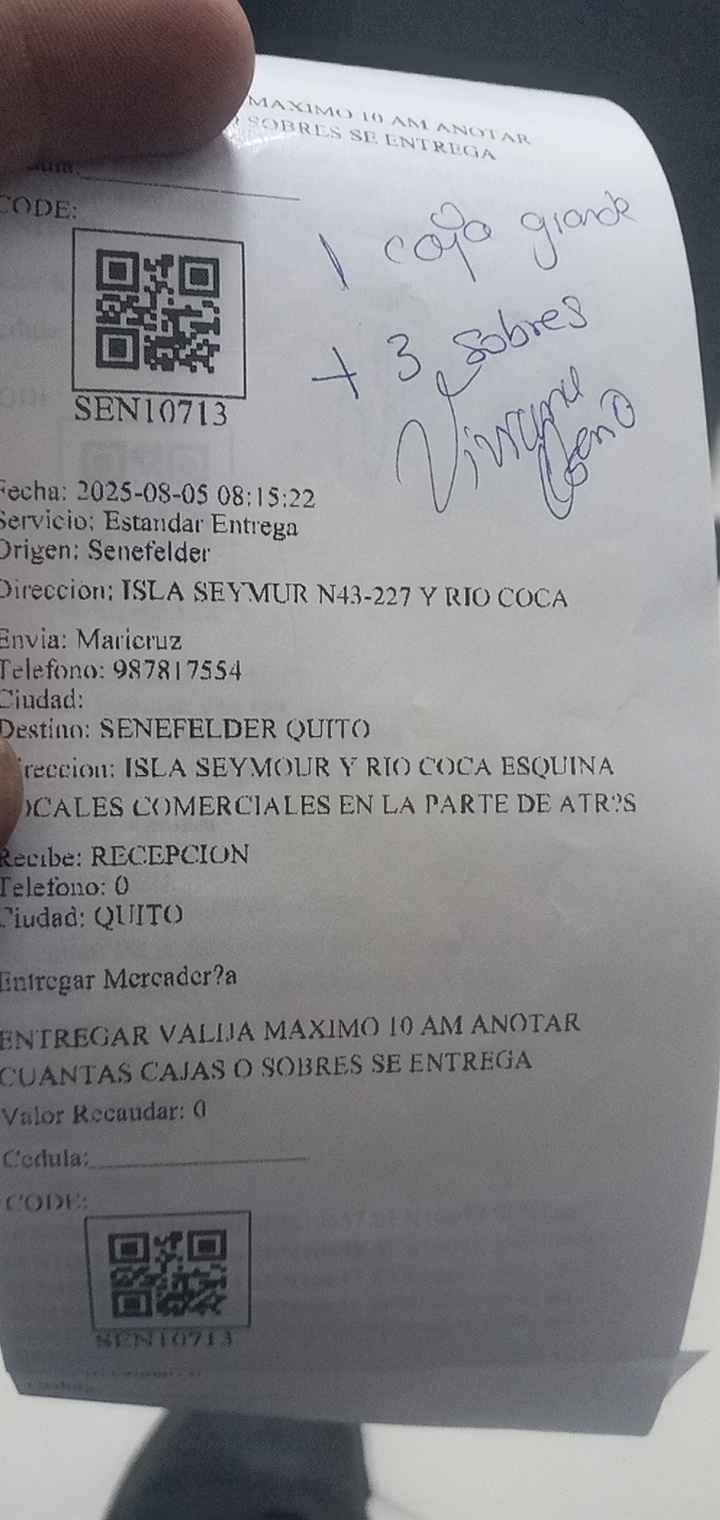 MAXIMO 10 AM ANOTAR
SOBRES SE ENTREGA
CODE:
1 caja grande
+ 3 sobres
SEN10713
Fecha: 2025-08-05 08:15:22
Servicio: Estandar Entrega
Origen: Senefelder
Direccion: ISLA SEYMUR N43-227 Y RIO COCA
Envia: Maricruz
Telefono: 987817554
Ciudad:
Destino: SENEFELDER QUITO
ireccion: ISLA SEYMOUR Y RIO COCA ESQUINA
OCALES COMERCIALES EN LA PARTE DE ATR?S
Recibe: RECEPCION
Telefono: 0
Ciudad: QUITO
Entregar Mercader?a
ENTREGAR VALIJA MAXIMO 10 AM ANOTAR
CUANTAS CAJAS O SOBRES SE ENTREGA
Valor Recaudar: 0
Cedula:
CODE:
SEN10713